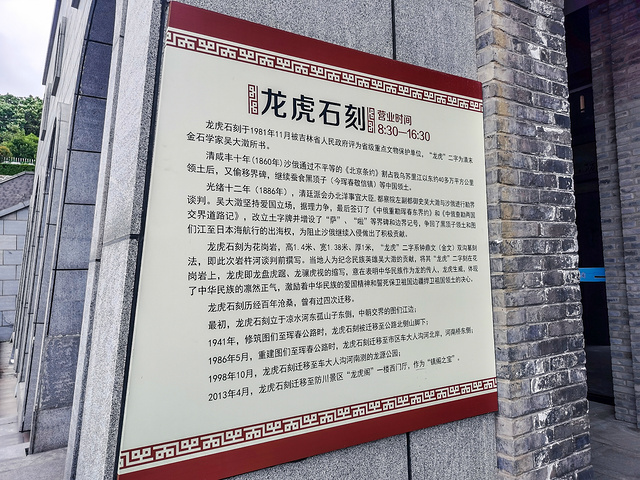 龙虎石刻
营业时间
8:30—16:30
龙虎石刻于1981年11月被吉林省人民政府评为省级重点文物保护单位，“龙虎”二字为清末
金石学家吴大澂所书。
清咸丰十年（1860年）沙俄通过不平等的《北京条约》割占我乌苏里江以东约40多万平方公里
领土后，又偷移界碑，继续蚕食黑顶子（今珲春敬信镇）等中国领土。
光绪十二年（1886年），清廷派会办北洋事宜大臣、都察院左副都御史吴大澂与沙俄进行勘界
谈判。吴大澂坚持爱国立场，据理力争，最后签订了《中俄重勘珲春东界约》和《中俄查勘两国
交界道路记》，改立土字牌并增设了“萨”、“啦”等界碑和边界记号，争回了黑顶子领土和图
们江至日本海航行的出海权，为阻止沙俄继续入侵做出了积极贡献。
龙虎石刻为花岗岩，高1.4米、宽1.38米、厚1米，“龙虎”二字系钟鼎文（金文）双沟篆刻
法，即此次岩杵河谈判前撰写。当地人为纪念民族英雄吴大澂的贡献，将其“龙虎”二字刻在花
岗岩上，龙虎即龙盘虎踞、龙骧虎视的缩写，意在表明中华民族作为龙的传人，龙虎生威，体现
了中华民族的凛然正气，激励着中华民族的爱国精神和誓死保卫祖国边疆捍卫祖国领土的决心。
龙虎石刻历经百年沧桑，曾有过四次迁移。
最初，龙虎石刻立于凉水河东孤山子东侧，中朝交界的图们江边；
1941年，修筑图们至珲春公路时，龙虎石刻被迁移至公路北侧山脚下；
1986年5月，重建图们至珲春公路时，龙虎石刻迁移至市区车大人沟河北岸，河南桥东侧；
1998年10月，龙虎石刻迁移至车大人沟河南侧的龙源公园；
2013年4月，龙虎石刻迁移至防川景区“龙虎阁”一楼西门厅，作为“镇阁之宝”。